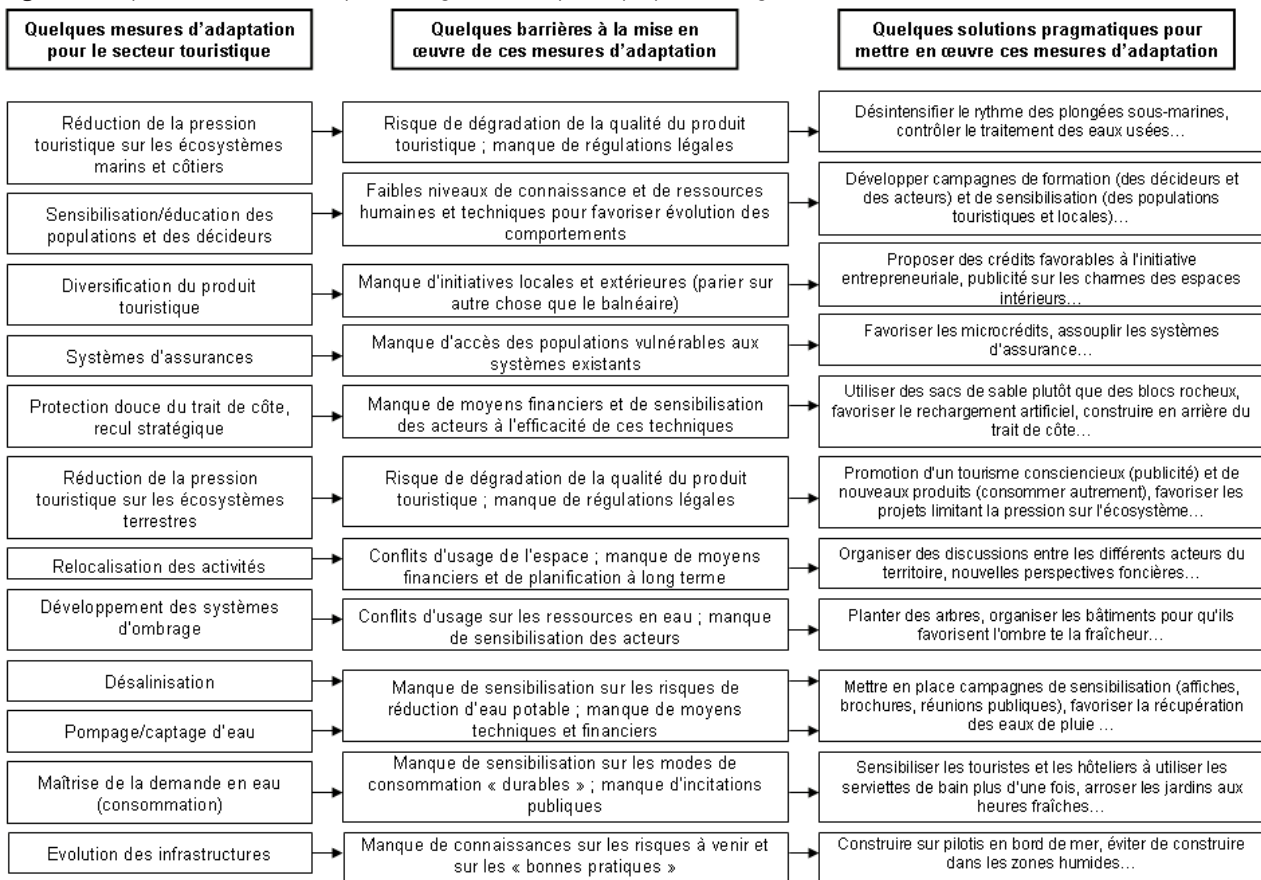 Quelques mesures d'adaptation
pour le secteur touristique
Quelques barrières à la mise en
œuvre de ces mesures d'adaptation
Quelques solutions pragmatiques pour
mettre en œuvre ces mesures d'adaptation
Réduction de la pression
touristique sur les écosystèmes
marins et côtiers
Risque de dégradation de la qualité du produit
touristique ; manque de régulations légales
Désintensifier le rythme des plongées sous-marines,
contrôler le traitement des eaux usées…
Sensibilisation/éducation des
populations et des décideurs
Faibles niveaux de connaissance et de ressources
humaines et techniques pour favoriser évolution des
comportements
Développer campagnes de formation (des décideurs et
des acteurs) et de sensibilisation (des populations
touristiques et locales)…
Diversification du produit
touristique
Manque d'initiatives locales et extérieures (parier sur
autre chose que le balnéaire)
Proposer des crédits favorables à l'initiative
entrepreneuriale, publicité sur les charmes des espaces
intérieurs…
Systèmes d'assurances
Manque d'accès des populations vulnérables aux
systèmes existants
Favoriser les microcrédits, assouplir les systèmes
d'assurance…
Protection douce du trait de côte,
recul stratégique
Manque de moyens financiers et de sensibilisation
des acteurs à l'efficacité de ces techniques
Utiliser des sacs de sable plutôt que des blocs rocheux,
favoriser le rechargement artificiel, construire en arrière du
trait de côte…
Réduction de la pression
touristique sur les écosystèmes
terrestres
Risque de dégradation de la qualité du produit
touristique ; manque de régulations légales
Promotion d'un tourisme consciencieux (publicité) et de
nouveaux produits (consommer autrement), favoriser les
projets limitant la pression sur l'écosystème…
Relocalisation des activités
Conflits d'usage de l'espace ; manque de moyens
financiers et de planification à long terme
Organiser des discussions entre les différents acteurs du
territoire, nouvelles perspectives foncières…
Développement des systèmes
d'ombrage
Conflits d'usage sur les ressources en eau ; manque
de sensibilisation des acteurs
Planter des arbres, organiser les bâtiments pour qu'ils
favorisent l'ombre te la fraîcheur…
Désalinisation
Pompage/captage d'eau
Manque de sensibilisation sur les risques de
réduction d'eau potable ; manque de moyens
techniques et financiers
Mettre en place campagnes de sensibilisation (affiches,
brochures, réunions publiques), favoriser la récupération
des eaux de pluie …
Maîtrise de la demande en eau
(consommation)
Manque de sensibilisation sur les modes de
consommation « durables » ; manque d'incitations
publiques
Sensibiliser les touristes et les hôteliers à utiliser les
serviettes de bain plus d'une fois, arroser les jardins aux
heures fraîches…
Evolution des infrastructures
Manque de connaissances sur les risques à venir et
sur les « bonnes pratiques »
Construire sur pilotis en bord de mer, éviter de construire
dans les zones humides…